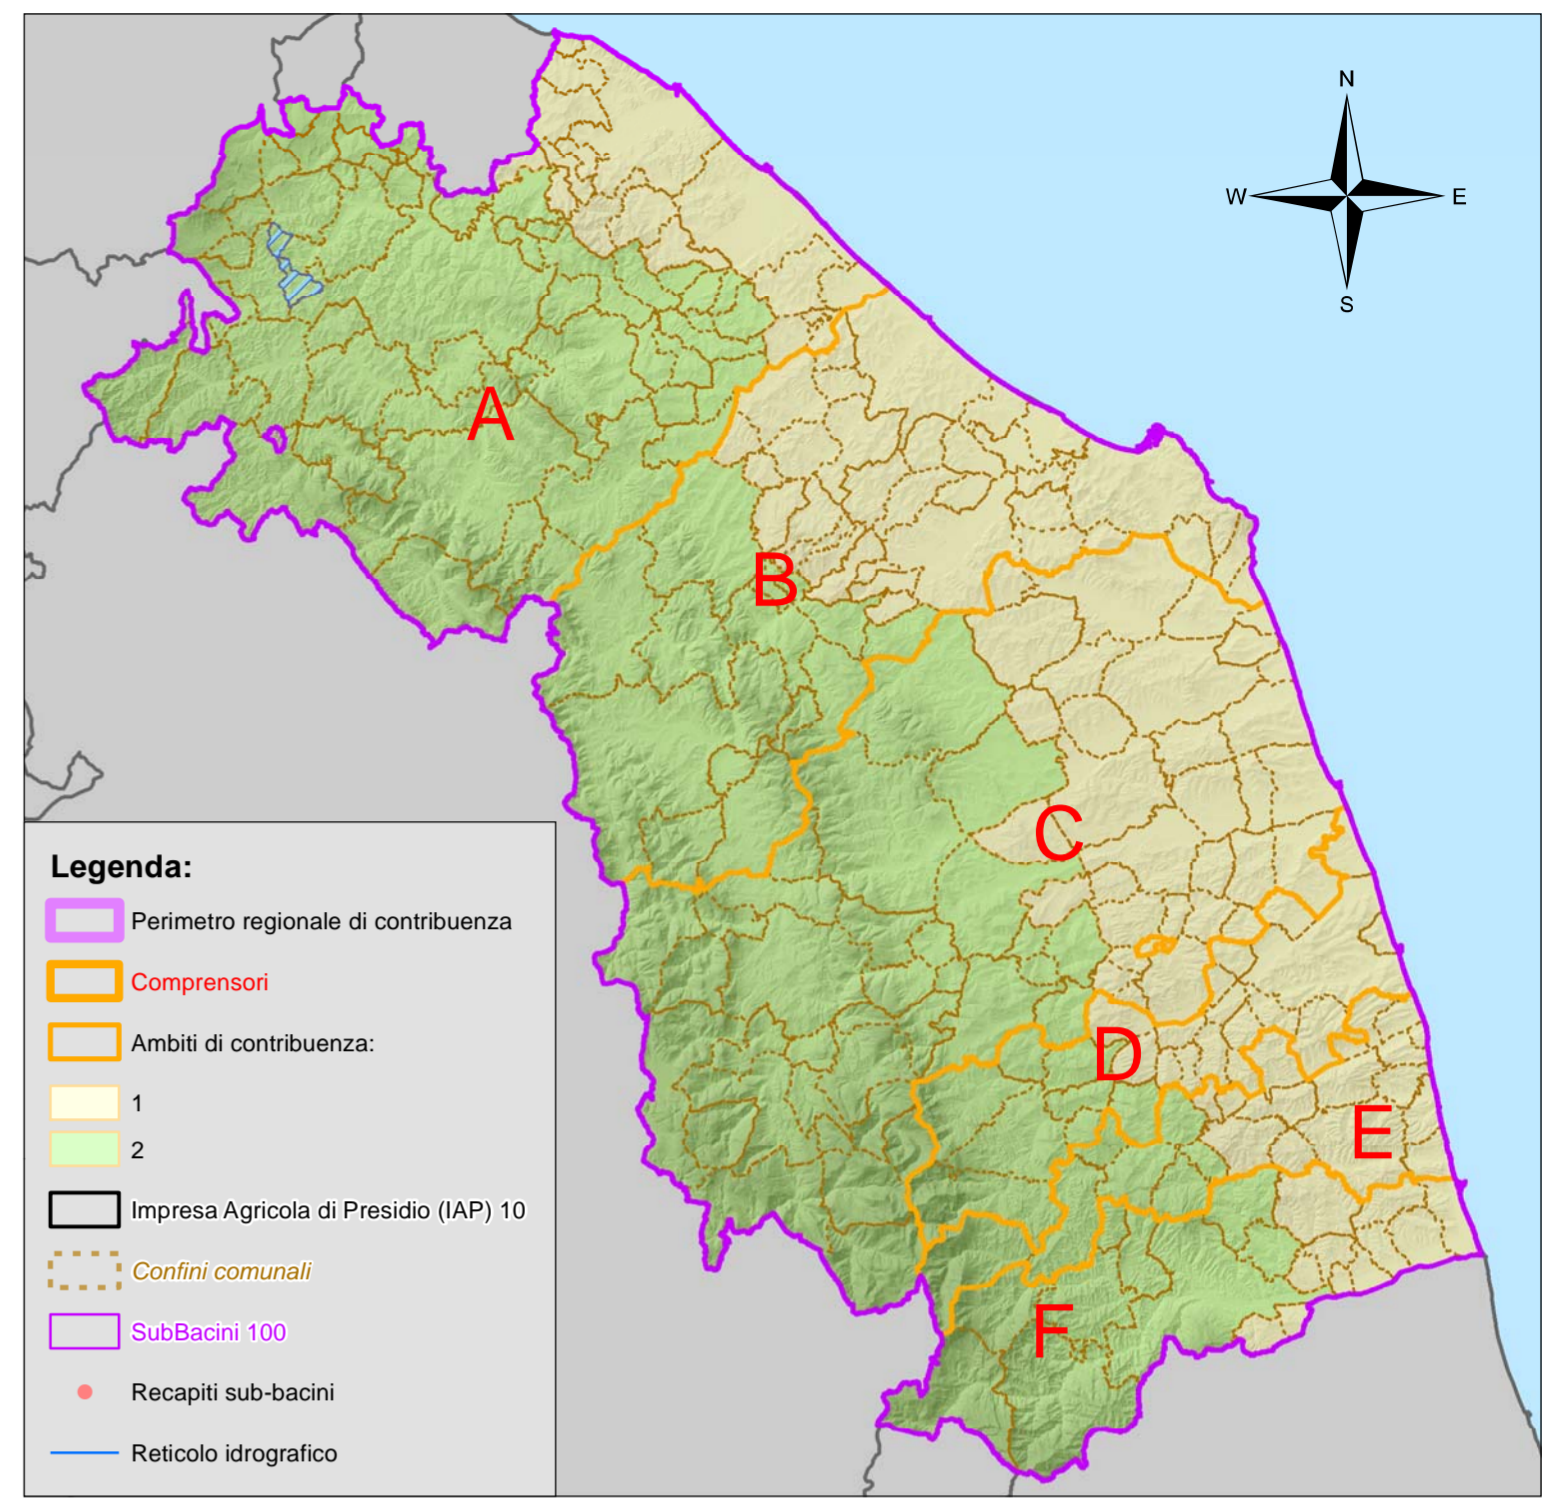 N
W E
S
A
B
C
D
E
F
Legenda:
Perimetro regionale di contribuenza
Comprensori
Ambiti di contribuenza:
1
2
Impresa Agricola di Presidio (IAP) 10
Confini comunali
SubBacini 100
Recapiti sub-bacini
Reticolo idrografico